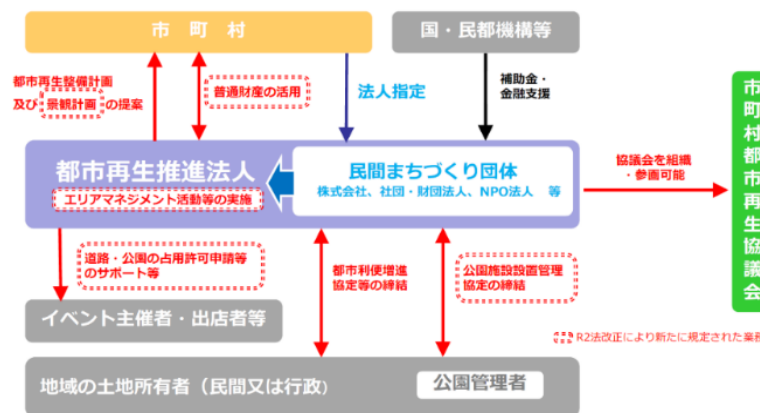 市 町 村
国・民都機構等
都市再生整備計画
及び 景観計画 の提案
普通財産の活用
法人指定
補助金・
金融支援
都市再生推進法人
エリアマネジメント活動等の実施
民間まちづくり団体
株式会社、社団・財団法人、NPO法人 等
協議会を組織
・参画可能
市町村都市再生協議会
道路・公園の占用許可申請等
のサポート等
都市利便増進
協定等の締結
公園施設設置管理
協定の締結
イベント主催者・出店者等
R2法改正により新たに規定された業務
地域の土地所有者（民間又は行政）
公園管理者